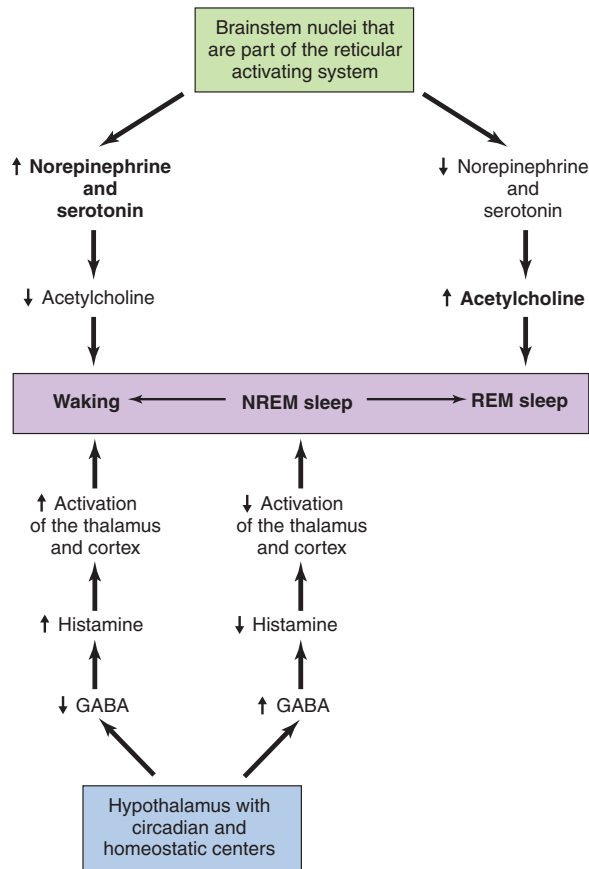 Brainstem nuclei that
are part of the reticular
activating system
↑ Norepinephrine
and
serotonin
↓ Norepinephrine
and
serotonin
↓ Acetylcholine
↑ Acetylcholine
Waking
NREM sleep
REM sleep
↑ Activation
of the thalamus
and cortex
↓ Activation
of the thalamus
and cortex
↑ Histamine
↓ Histamine
↓ GABA
↑ GABA
Hypothalamus with
circadian and
homeostatic centers